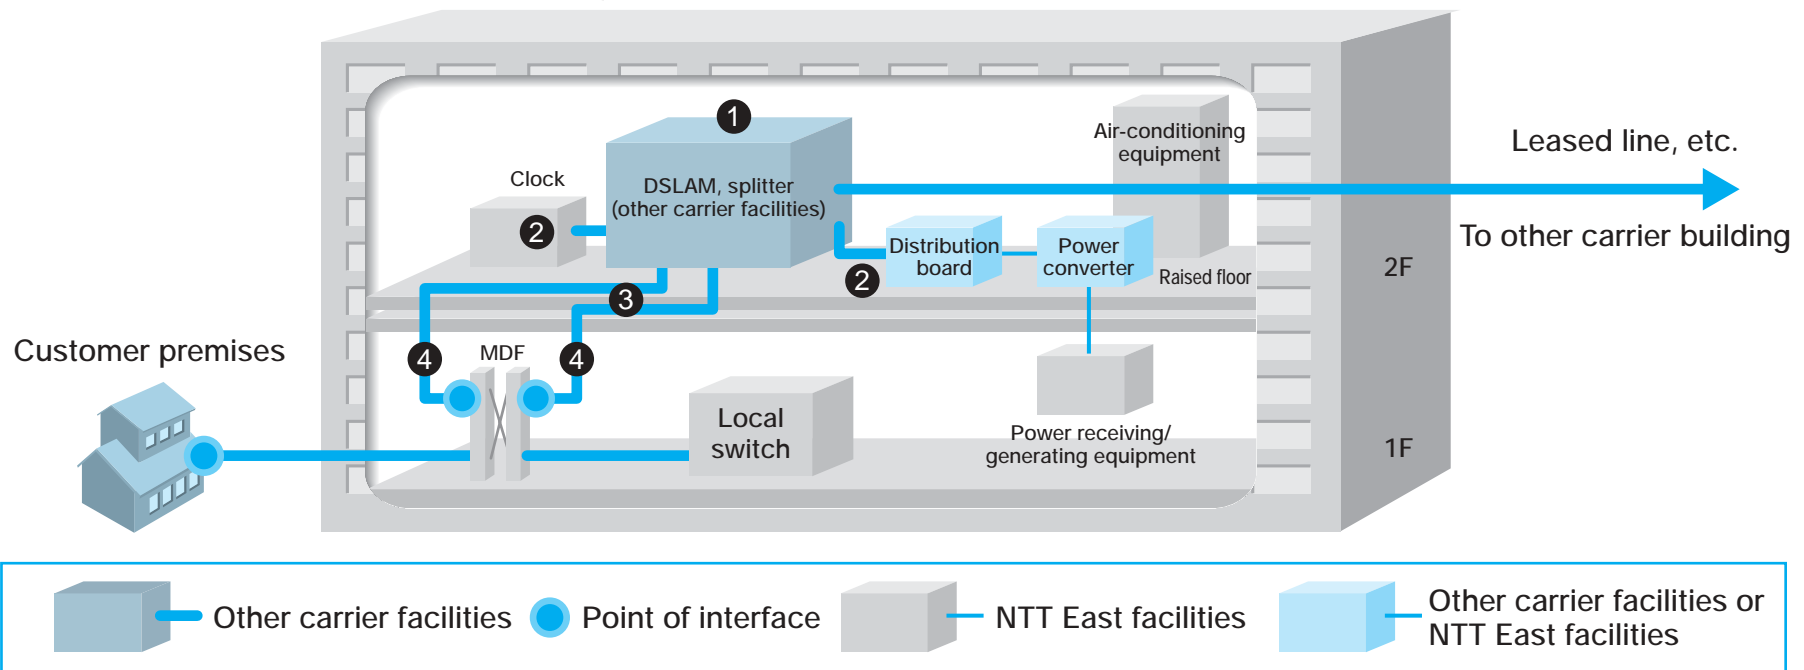 1
Air-conditioning
equipment
Leased line, etc.
Clock
DSLAM, splitter
(other carrier facilities)
2
Distribution
board
Power
converter
To other carrier building
2
Raised floor
2F
3
Customer premises
4
MDF
4
Local
switch
Power receiving/
generating equipment
1F
Other carrier facilities
Point of interface
NTT East facilities
Other carrier facilities or
NTT East facilities